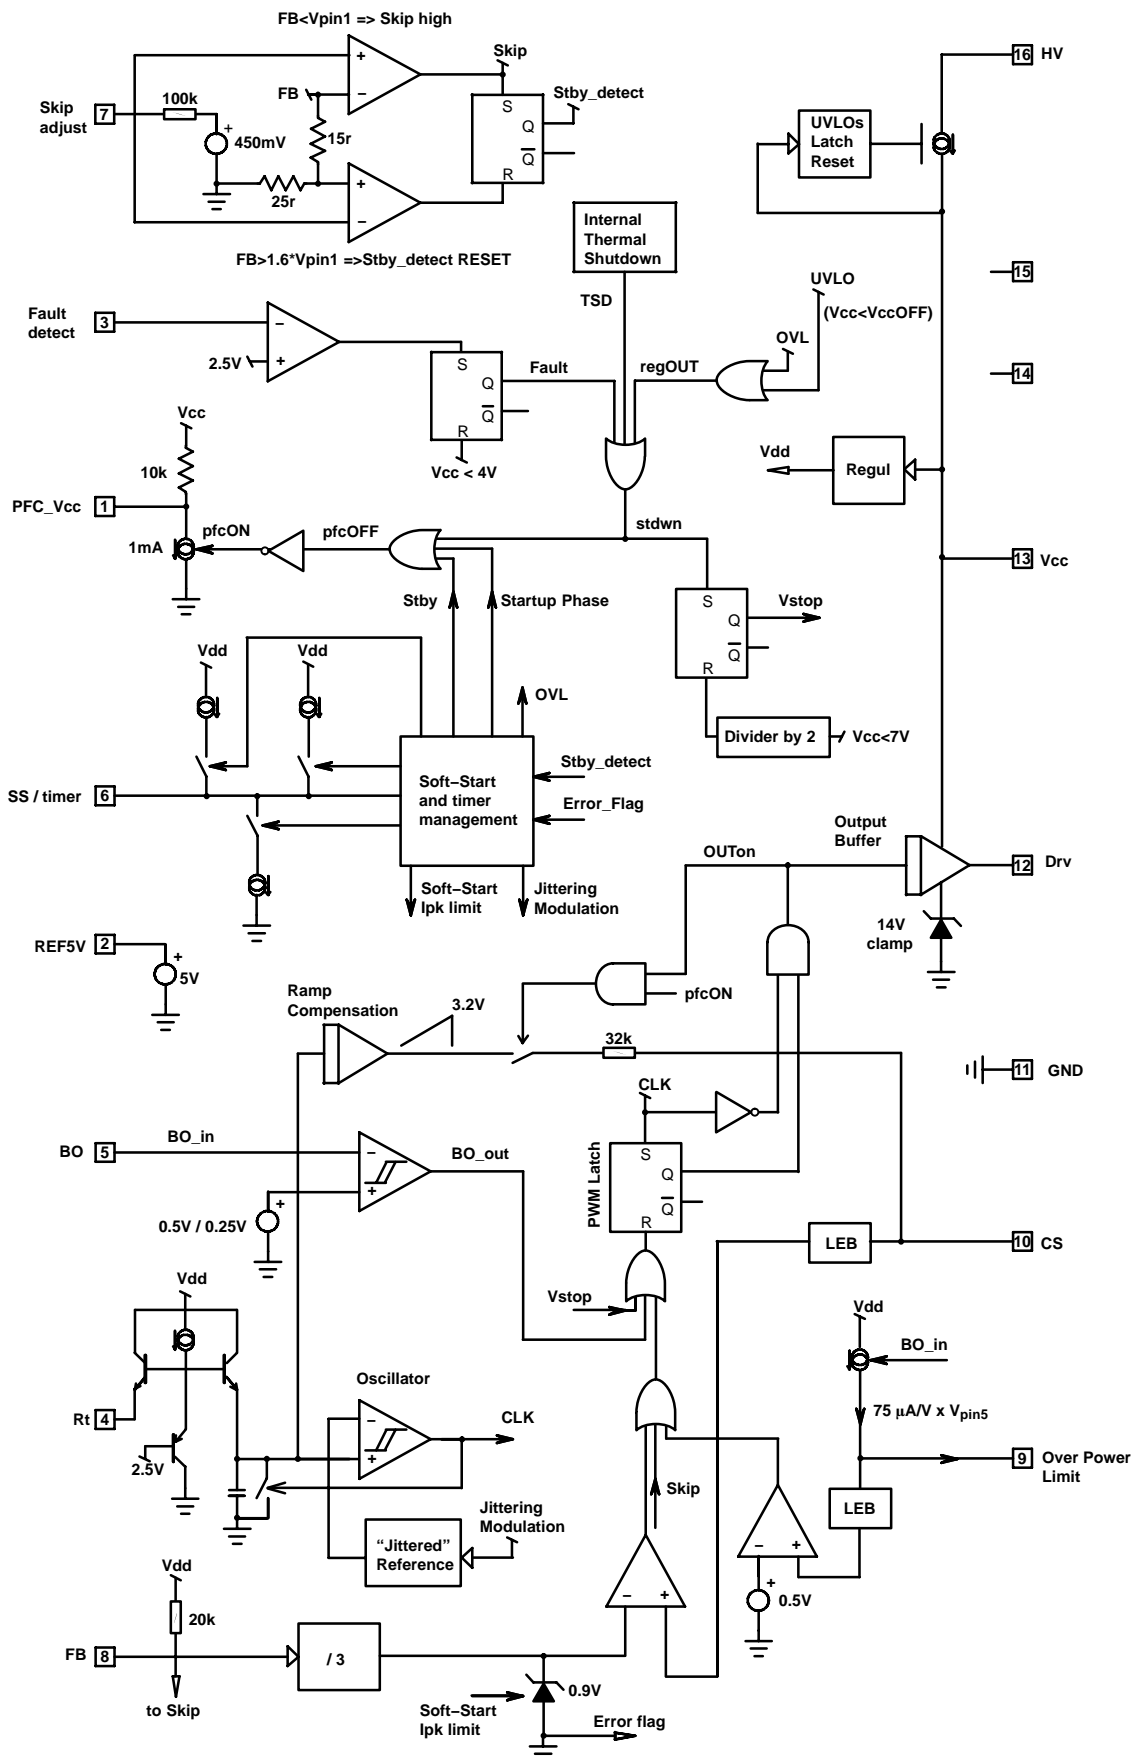 FB<Vpin1 => Skip high
Skip
adjust
7
100k
+
450mV
FB
15r
25r
+
−
+
−
Skip
S
Q
Q
R
Stby_detect
FB>1.6*Vpin1 =>Stby_detect RESET
UVLOs
Latch
Reset
16
HV
15
14
Internal
Thermal
Shutdown
TSD
UVLO
(Vcc<VccOFF)
OVL
regOUT
Fault
detect
3
−
+
2.5V
S
Q
Q
R
Fault
Vcc < 4V
Vcc
10k
PFC_Vcc
1
1mA
pfcON
pfcOFF
stdwn
Vdd
Regul
13
Vcc
Stby
Startup Phase
S
Q
Q
R
Vstop
Divider by 2
Vcc<7V
Vdd
Vdd
OVL
SS / timer
6
Soft−Start
and timer
management
Stby_detect
Error_Flag
Soft−Start
Ipk limit
Jittering
Modulation
OUTon
Output
Buffer
12
Drv
14V
clamp
REF5V
2
+
5V
Ramp
Compensation
3.2V
pfcON
32k
11
GND
CLK
BO
5
BO_in
−
+
BO_out
+
0.5V / 0.25V
PWM Latch
S
Q
Q
R
LEB
10
CS
Vstop
Vdd
Rt
4
2.5V
Oscillator
−
+
CLK
Vdd
BO_in
75 µA/V x Vpin5
9
Over Power
Limit
LEB
Skip
−
+
+
0.5V
“Jittered”
Reference
Jittering
Modulation
−
+
Vdd
20k
FB
8
to Skip
/ 3
Soft−Start
Ipk limit
0.9V
Error flag